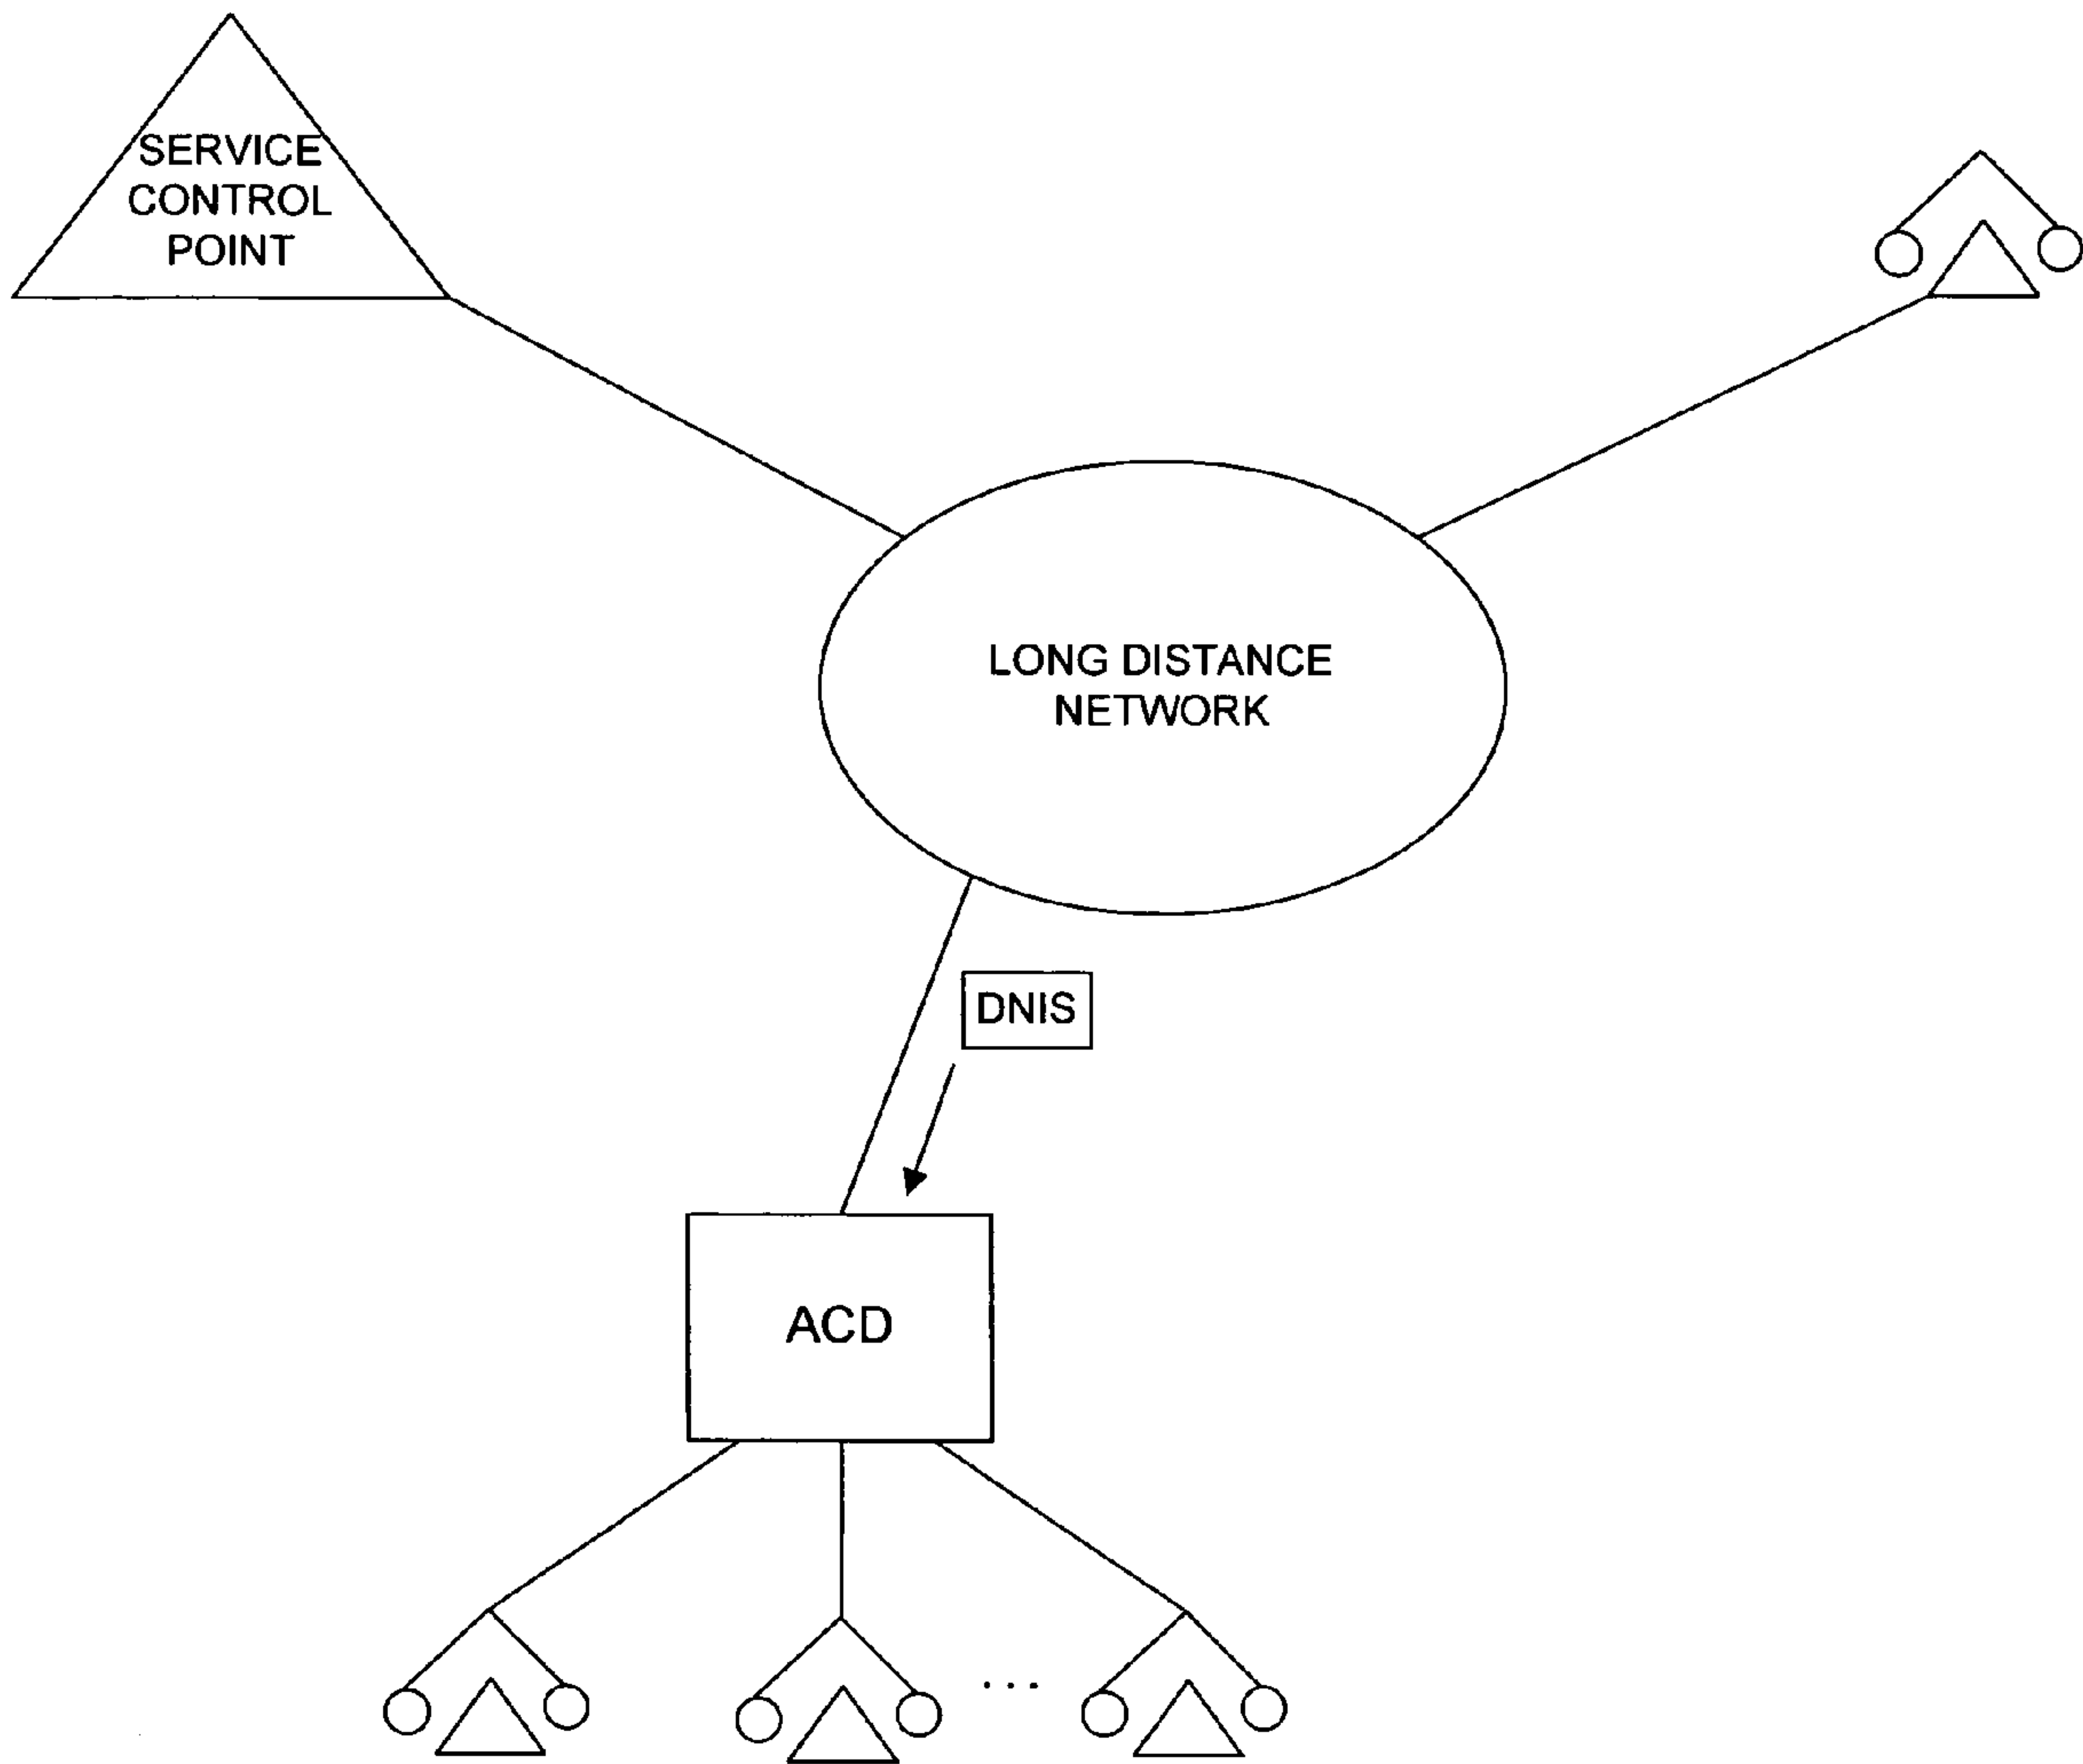 SERVICE
CONTROL
POINT
LONG DISTANCE
NETWORK
DNIS
ACD
. . .